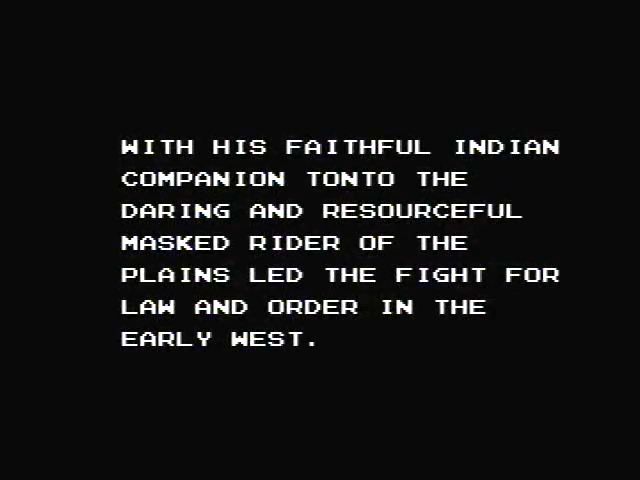 WITH HIS FAITHFUL INDIAN
COMPANION TONTO THE
DARING AND RESOURCEFUL
MASKED RIDER OF THE
PLAINS LED THE FIGHT FOR
LAW AND ORDER IN THE
EARLY WEST.